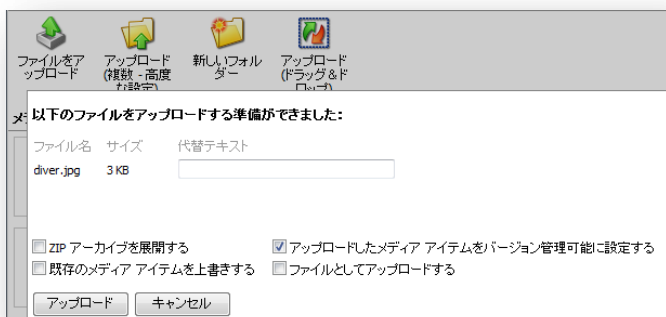 ファイルをア
ップロード
アップロード
(複数 - 高度
な設定)
新しいフォル
ダー
アップロード
(ドラッグ & ド
ロップ)
メ
以下のファイルをアップロードする準備ができました:
ファイル名 サイズ 代替テキスト
diver.jpg 3 KB
ZIP アーカイブを展開する アップロードしたメディア アイテムをバージョン管理可能に設定する
既存のメディア アイテムを上書きする ファイルとしてアップロードする
アップロード キャンセル